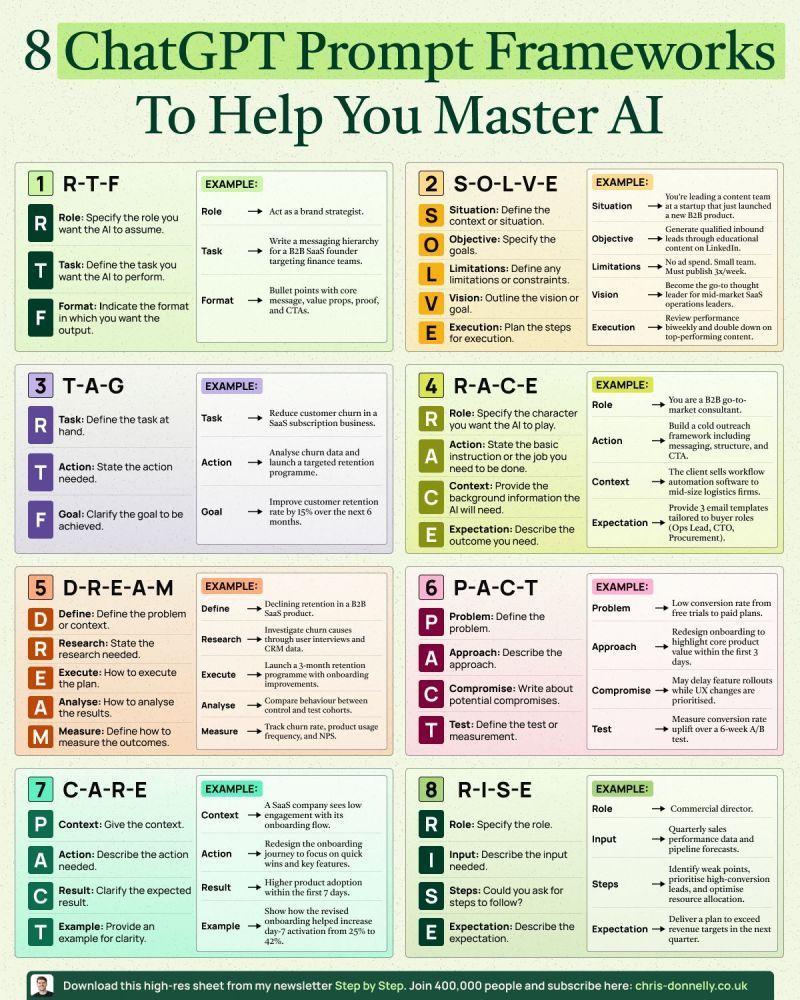 8 ChatGPT Prompt Frameworks
To Help You Master AI
1 R-T-F
R
Role: Specify the role you
want the AI to assume.
T
Task: Define the task you
want the AI to perform.
F
Format: Indicate the format
in which you want the
output.
EXAMPLE:
Role → Act as a brand strategist.
Task → Write a messaging hierarchy
for a B2B SaaS founder
targeting finance teams.
Format → Bullet points with core
message, value props, proof,
and CTAs.
2 S-O-L-V-E
S
Situation: Define the
context or situation.
O
Objective: Specify the
goals.
L
Limitations: Define any
limitations or constraints.
V
Vision: Outline the vision or
goal.
E
Execution: Plan the steps
for execution.
EXAMPLE:
Situation → You're leading a content team
at a startup that just launched
a new B2B product.
Objective → Generate qualified inbound
leads through educational
content on LinkedIn.
Limitations → No ad spend. Small team.
Must publish 3x/week.
Vision → Become the go-to thought
leader for mid-market SaaS
operations leaders.
Execution → Review performance
biweekly and double down on
top-performing content.
3 T-A-G
R
Task: Define the task at
hand.
T
Action: State the action
needed.
F
Goal: Clarify the goal to be
achieved.
EXAMPLE:
Task → Reduce customer churn in a
SaaS subscription business.
Action → Analyse churn data and
launch a targeted retention
programme.
Goal → Improve customer retention
rate by 15% over the next 6
months.
4 R-A-C-E
R
Role: Specify the character
you want the AI to play.
A
Action: State the basic
instruction or the job you
need to be done.
C
Context: Provide the
background information the
AI will need.
E
Expectation: Describe the
outcome you need.
EXAMPLE:
Role → You are a B2B go-to-
market consultant.
Action → Build a cold outreach
framework including
messaging, structure, and
CTA.
Context → The client sells workflow
automation software to
mid-size logistics firms.
Expectation → Provide 3 email templates
tailored to buyer roles
(Ops Lead, CTO,
Procurement).
5 D-R-E-A-M
D
Define: Define the problem
or context.
R
Research: State the
research needed.
E
Execute: How to execute
the plan.
A
Analyse: How to analyse
the results.
M
Measure: Define how to
measure the outcomes.
EXAMPLE:
Define → Declining retention in a B2B
SaaS product.
Research → Investigate churn causes
through user interviews and
CRM data.
Execute → Launch a 3-month retention
programme with onboarding
improvements.
Analyse → Compare behaviour between
control and test cohorts.
Measure → Track churn rate, product usage
frequency, and NPS.
6 P-A-C-T
P
Problem: Define the
problem.
A
Approach: Describe the
approach.
C
Compromise: Write about
potential compromises.
T
Test: Define the test or
measurement.
EXAMPLE:
Problem → Low conversion rate from
free trials to paid plans.
Approach → Redesign onboarding to
highlight core product
value within the first 3
days.
Compromise → May delay feature rollouts
while UX changes are
prioritised.
Test → Measure conversion rate
uplift over a 6-week A/B
test.
7 C-A-R-E
P
Context: Give the context.
A
Action: Describe the action
needed.
C
Result: Clarify the expected
result.
T
Example: Provide an
example for clarity.
EXAMPLE:
Context → A SaaS company sees low
engagement with its
onboarding flow.
Action → Redesign the onboarding
journey to focus on quick
wins and key features.
Result → Higher product adoption
within the first 7 days.
Example → Show how the revised
onboarding helped increase
day-7 activation from 25% to
42%.
8 R-I-S-E
R
Role: Specify the role.
I
Input: Describe the input
needed.
S
Steps: Could you ask for
steps to follow?
E
Expectation: Describe the
expectation.
EXAMPLE:
Role → Commercial director.
Input → Quarterly sales
performance data and
pipeline forecasts.
Steps → Identify weak points,
prioritise high-conversion
leads, and optimise
resource allocation.
Expectation → Deliver a plan to exceed
revenue targets in the next
quarter.
Download this high-res sheet from my newsletter Step by Step. Join 400,000 people and subscribe here: chris-donnelly.co.uk